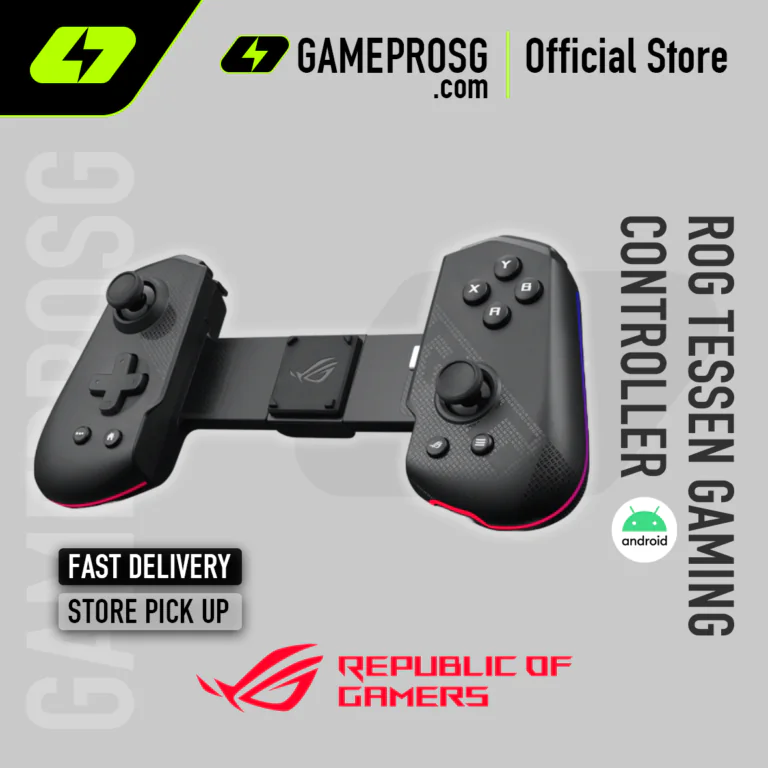 GAMEPROSG
.com
Official Store
GAMEPROSG
ROG TESSEN GAMING
CONTROLLER
android
Y
X
B
A
FAST DELIVERY
STORE PICK UP
REPUBLIC OF
GAMERS